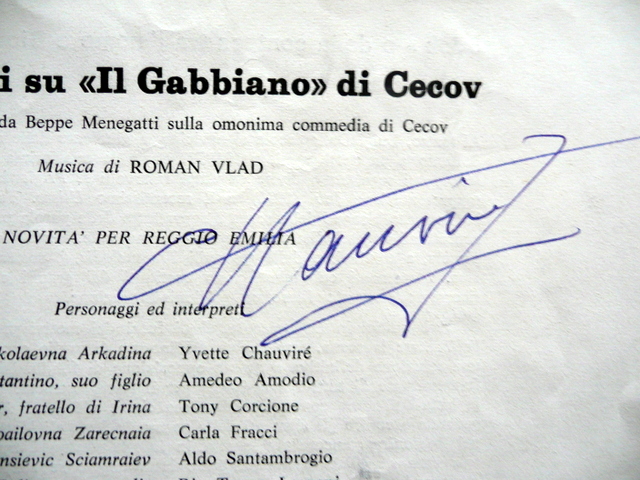 i su «Il Gabbiano» di Cecov
da Beppe Menegatti sulla omonima commedia di Cecov
Musica di ROMAN VLAD
NOVITA' PER REGGIO EMILIA
Chauviré
Personaggi ed interpreti
kolaevna Arkadina Yvette Chauviré
tantino, suo figlio Amedeo Amodio
r, fratello di Irina Tony Corcione
bailovna Zarecnaia Carla Fracci
nsievic Sciamraiev Aldo Santambrogio